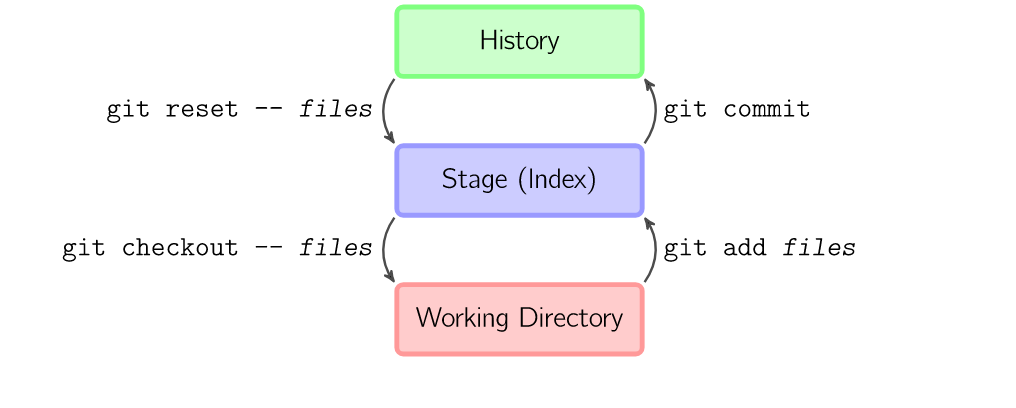 History
git reset -- files
git commit
Stage (Index)
git checkout -- files
git add files
Working Directory